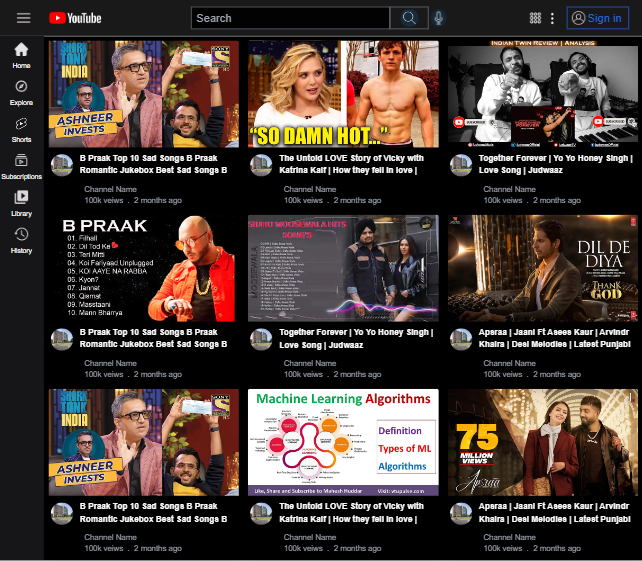 YouTube
Search
Sign in
Home
Explore
Shorts
Subscriptions
Library
History
SHARK
TANK
INDIA
SONY
ASHNEER
INVESTS
B Praak Top 10 Sad Songs B Praak
Romantic Jukebox Best Sad Songs B
Channel Name
100k veiws . 2 months ago
"SO DAMN HOT..."
The Untold LOVE Story of Vicky with
Katrina Kaif | How they fell in love |
Channel Name
100k veiws . 2 months ago
INDIAN TWIN REVIEW | ANALYSIS
Together Forever | Yo Yo Honey Singh |
Love Song | Judwaaz
Channel Name
100k veiws . 2 months ago
B PRAAK
01. Filhall
02. Dil Tod Ke
03. Teri Mitti
04. Koi Fariyaad Unplugged
05. KOI AAYE NA RABBA
06. Kyon?
07. Jannat
08. Qismat
09. Masstaani
10. Mann Bharrya
B Praak Top 10 Sad Songs B Praak
Romantic Jukebox Best Sad Songs B
Channel Name
100k veiws . 2 months ago
SIDHU MOOSEWALA HITS
SONG'S
Together Forever | Yo Yo Honey Singh |
Love Song | Judwaaz
Channel Name
100k veiws . 2 months ago
DIL DE
DIYA
THANK
GOD
Apsraa | Jaani Ft Asees Kaur | Arvindr
Khaira | Desi Melodies | Latest Punjabi
Channel Name
100k veiws . 2 months ago
SHARK
TANK
INDIA
SONY
ASHNEER
INVESTS
B Praak Top 10 Sad Songs B Praak
Romantic Jukebox Best Sad Songs B
Channel Name
100k veiws . 2 months ago
Machine Learning Algorithms
Definition
Types of ML
Algorithms
Like, Share and Subscribe to Mahesh Huddar
Visit: vtupulse.com
The Untold LOVE Story of Vicky with
Katrina Kaif | How they fell in love |
Channel Name
100k veiws . 2 months ago
75
MILLION
VIEWS
Apsraa
Apsraa | Jaani Ft Asees Kaur | Arvindr
Khaira | Desi Melodies | Latest Punjabi
Channel Name
100k veiws . 2 months ago